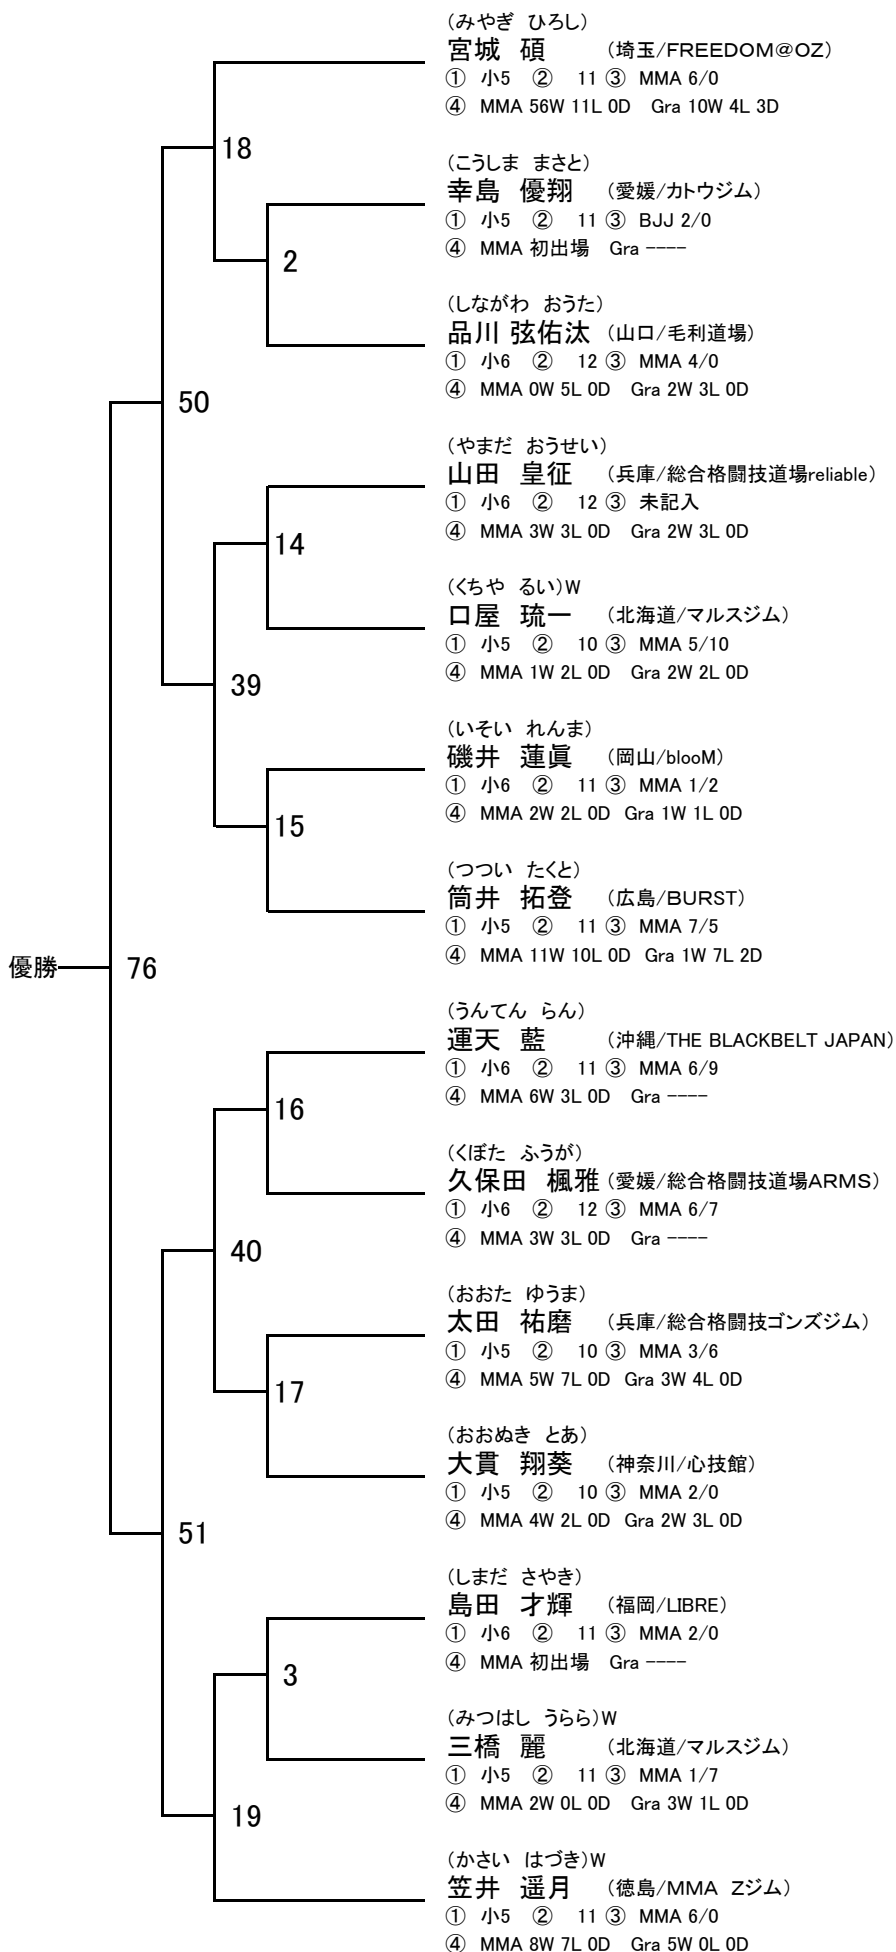 (みやぎ ひろし)
宮城 碩 (埼玉/FREEDOM@OZ)
① 小5 ② 11 ③ MMA 6/0
④ MMA 56W 11L 0D Gra 10W 4L 3D
18
(こうしま まさと)
幸島 優翔 (愛媛/カトウジム)
① 小5 ② 11 ③ BJJ 2/0
④ MMA 初出場 Gra ----
2
(しながわ おうた)
品川 弦佑汰 (山口/毛利道場)
① 小6 ② 12 ③ MMA 4/0
④ MMA 0W 5L 0D Gra 2W 3L 0D
50
(やまだ おうせい)
山田 皇征 (兵庫/総合格闘技道場reliable)
① 小6 ② 12 ③ 未記入
④ MMA 3W 3L 0D Gra 2W 3L 0D
14
(くちや るい)W
口屋 琉一 (北海道/マルスジム)
① 小5 ② 10 ③ MMA 5/10
④ MMA 1W 2L 0D Gra 2W 2L 0D
39
(いそい れんま)
磯井 蓮眞 (岡山/blooM)
① 小6 ② 11 ③ MMA 1/2
④ MMA 2W 2L 0D Gra 1W 1L 0D
15
(つつい たくと)
筒井 拓登 (広島/BURST)
① 小5 ② 11 ③ MMA 7/5
④ MMA 11W 10L 0D Gra 1W 7L 2D
優勝 76
(うんてん らん)
運天 藍 (沖縄/THE BLACKBELT JAPAN)
① 小6 ② 11 ③ MMA 6/9
④ MMA 6W 3L 0D Gra ----
16
(くぼた ふうが)
久保田 楓雅 (愛媛/総合格闘技道場ARMS)
① 小6 ② 12 ③ MMA 6/7
④ MMA 3W 3L 0D Gra ----
40
(おおた ゆうま)
太田 祐磨 (兵庫/総合格闘技ゴンズジム)
① 小5 ② 10 ③ MMA 3/6
④ MMA 5W 7L 0D Gra 3W 4L 0D
17
(おおぬき とあ)
大貫 翔葵 (神奈川/心技館)
① 小5 ② 10 ③ MMA 2/0
④ MMA 4W 2L 0D Gra 2W 3L 0D
51
(しまだ さやき)
島田 才輝 (福岡/LIBRE)
① 小6 ② 11 ③ MMA 2/0
④ MMA 初出場 Gra ----
3
(みつはし うらら)W
三橋 麗 (北海道/マルスジム)
① 小5 ② 11 ③ MMA 1/7
④ MMA 2W 0L 0D Gra 3W 1L 0D
19
(かさい はづき)W
笠井 遥月 (徳島/MMA Zジム)
① 小5 ② 11 ③ MMA 6/0
④ MMA 8W 7L 0D Gra 5W 0L 0D